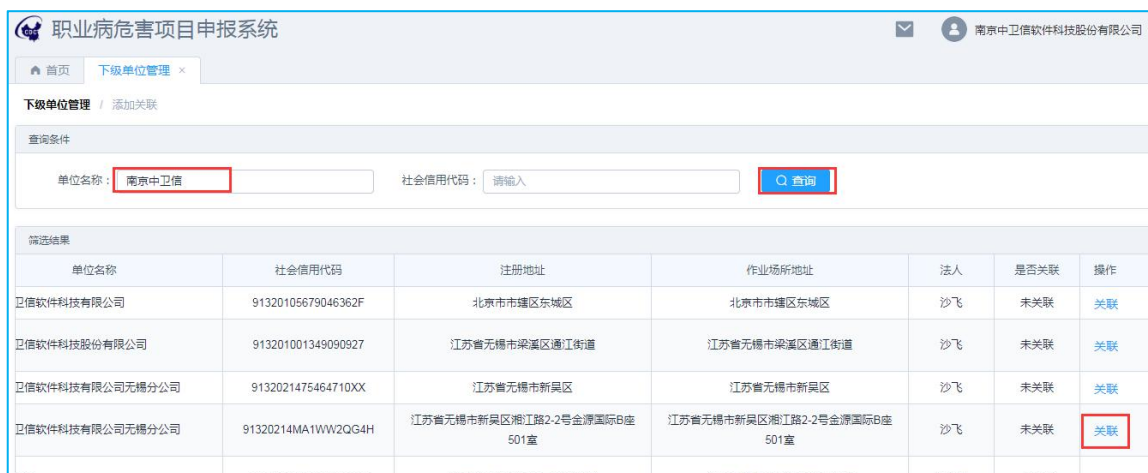 职业病危害项目申报系统
南京中卫信软件科技股份有限公司
首页 下级单位管理 ×
下级单位管理 / 添加关联
查询条件
单位名称: 南京中卫信 社会信用代码: 请输入 查询
筛选结果
单位名称 社会信用代码 注册地址 作业场所地址 法人 是否关联 操作
卫信软件科技有限公司 91320105679046362F 北京市市辖区东城区 北京市市辖区东城区 沙飞 未关联 关联
卫信软件科技股份有限公司 913201001349090927 江苏省无锡市梁溪区通江街道 江苏省无锡市梁溪区通江街道 沙飞 未关联 关联
卫信软件科技有限公司无锡分公司 9132021475464710XX 江苏省无锡市新吴区 江苏省无锡市新吴区 沙飞 未关联 关联
卫信软件科技有限公司无锡分公司 91320214MA1WW2QG4H 江苏省无锡市新吴区湘江路2-2号金源国际B座501室 江苏省无锡市新吴区湘江路2-2号金源国际B座501室 沙飞 未关联 关联